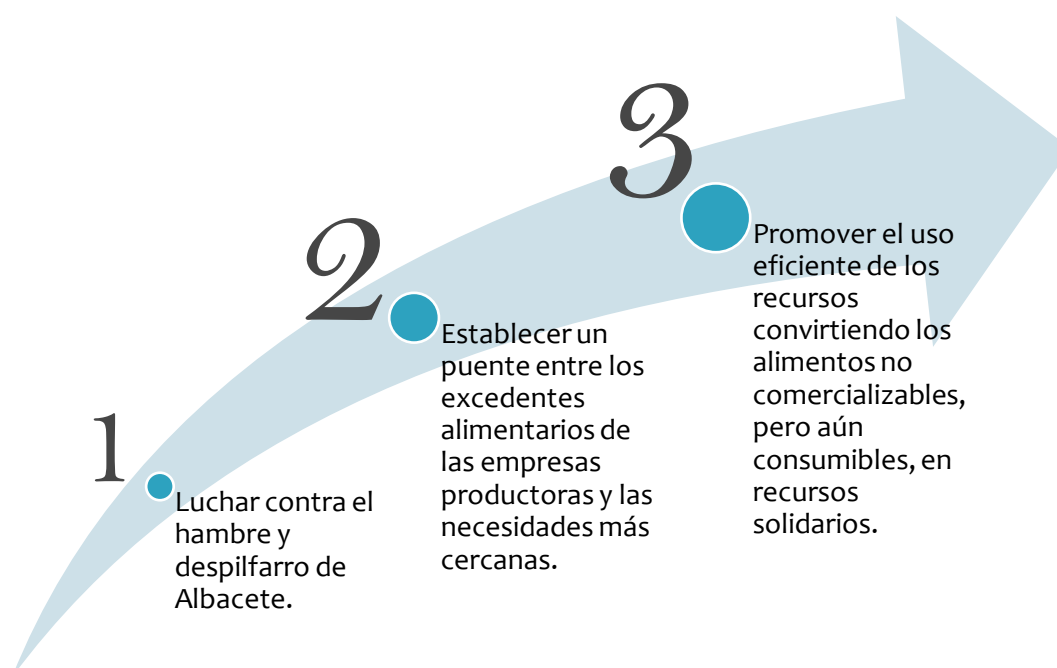 1
Luchar contra el
hambre y
despilfarro de
Albacete.
2
Establecer un
puente entre los
excedentes
alimentarios de
las empresas
productoras y las
necesidades más
cercanas.
3
Promover el uso
eficiente de los
recursos
convirtiendo los
alimentos no
comercializables,
pero aún
consumibles, en
recursos
solidarios.